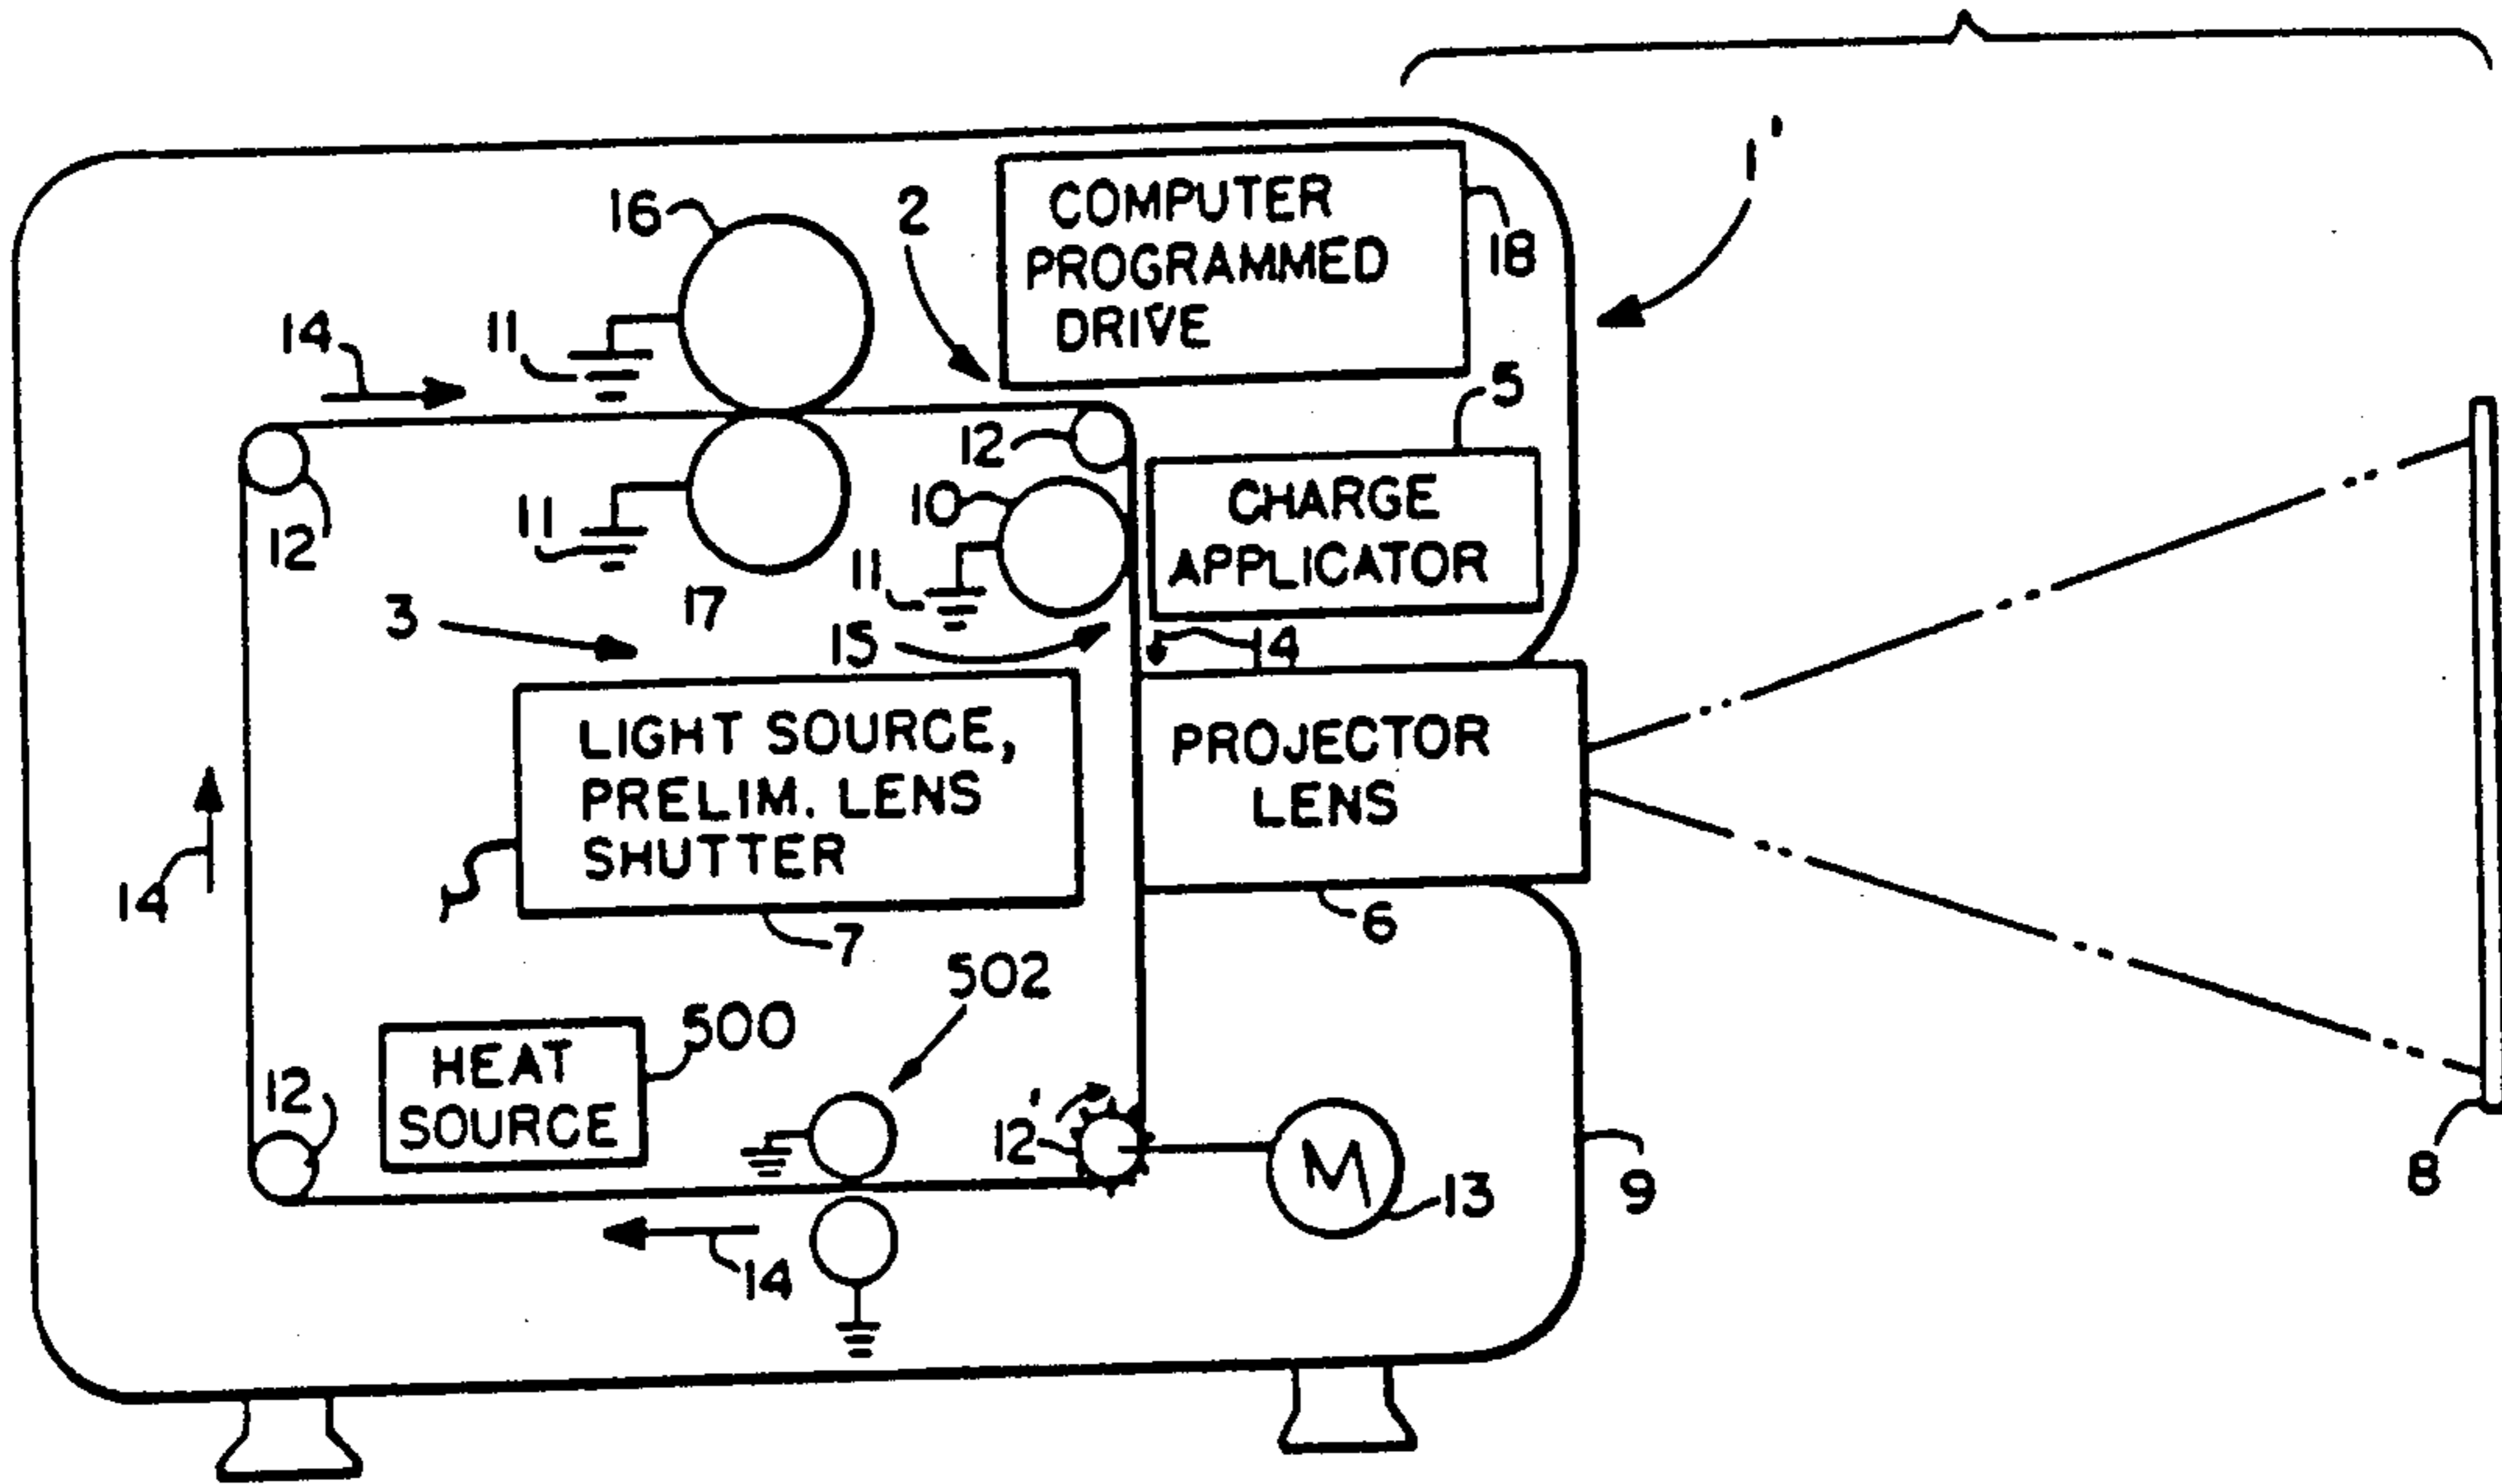 1'
16
2
COMPUTER
PROGRAMMED
DRIVE
18
14
11
5
12
12
10
11
11
CHARGE
APPLICATOR
3
17
15
14
LIGHT SOURCE,
PRELIM. LENS
SHUTTER
PROJECTOR
LENS
14
7
6
502
500
HEAT
SOURCE
12
12'
M
13
9
8
14